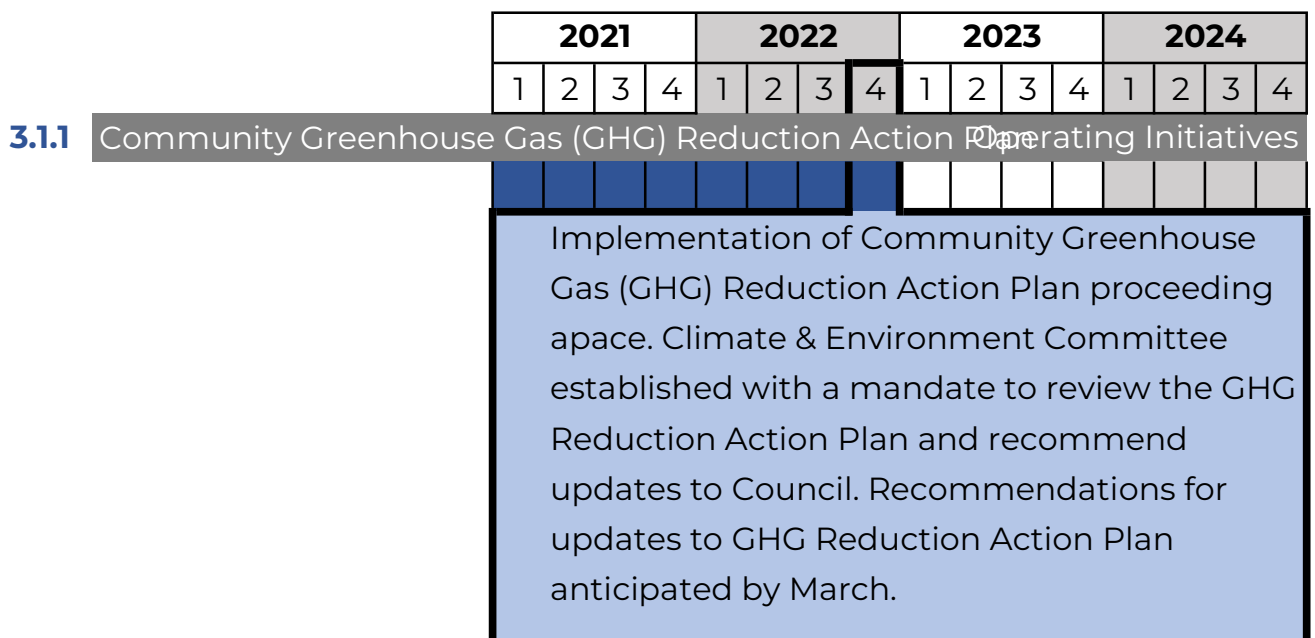 2021 2022 2023 2024
1 2 3 4 1 2 3 4 1 2 3 4 1 2 3 4
3.1.1 Community Greenhouse Gas (GHG) Reduction Action Plan Operating Initiatives
Implementation of Community Greenhouse
Gas (GHG) Reduction Action Plan proceeding
apace. Climate & Environment Committee
established with a mandate to review the GHG
Reduction Action Plan and recommend
updates to Council. Recommendations for
updates to GHG Reduction Action Plan
anticipated by March.